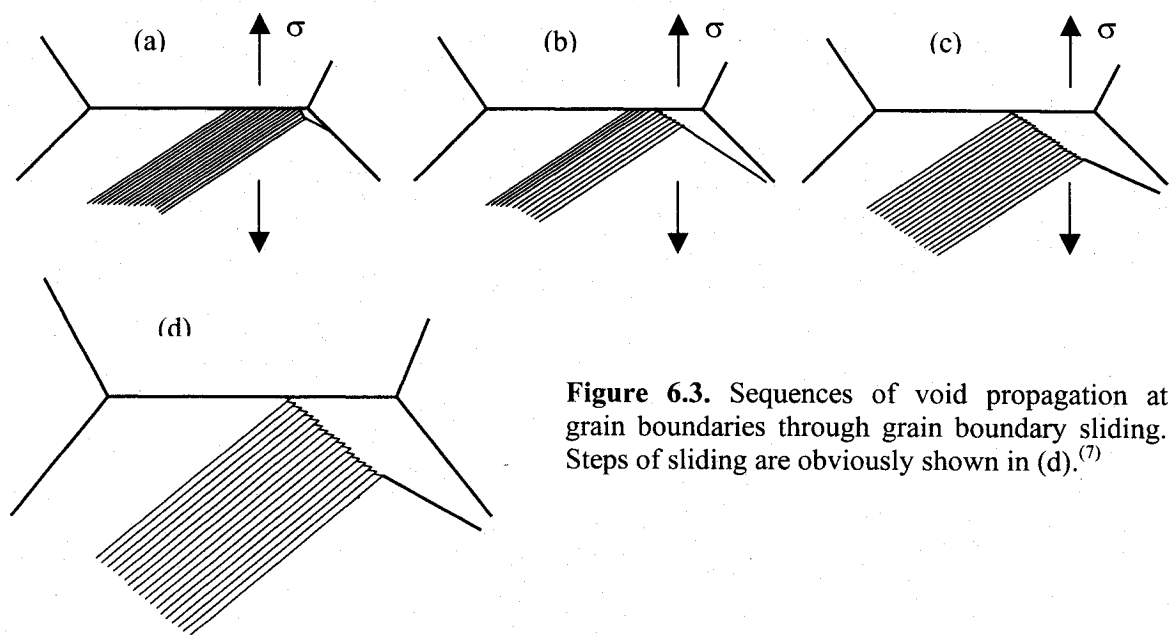 (a)
σ
(b)
σ
(c)
σ
(d)
Figure 6.3. Sequences of void propagation at
grain boundaries through grain boundary sliding.
Steps of sliding are obviously shown in (d).(7)